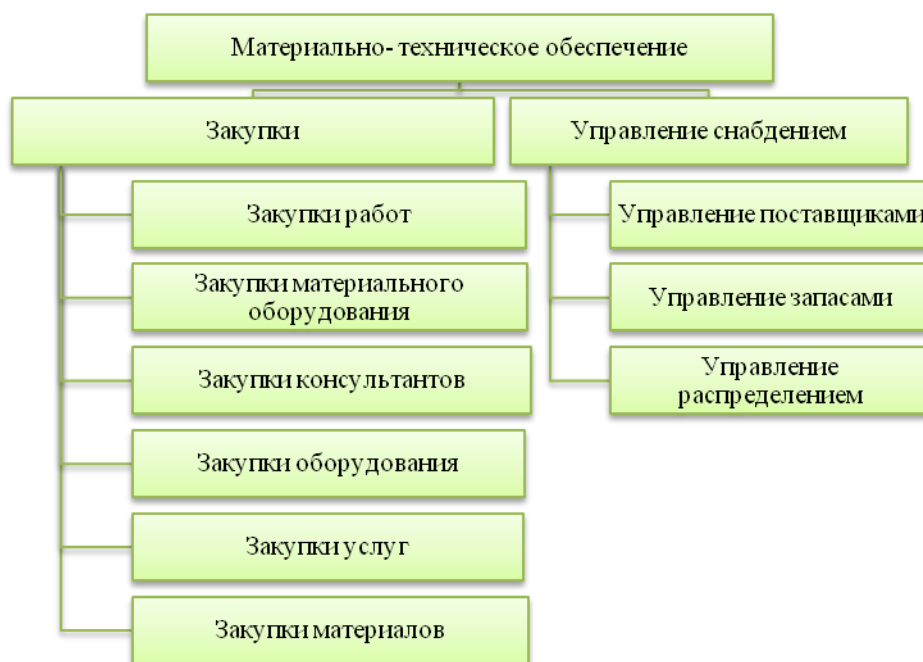 Материально- техническое обеспечение
Закупки
Закупки работ
Закупки материального
оборудования
Закупки консультантов
Закупки оборудования
Закупки услуг
Закупки материалов
Управление снабдением
Управление поставщиками
Управление запасами
Управление
распределением